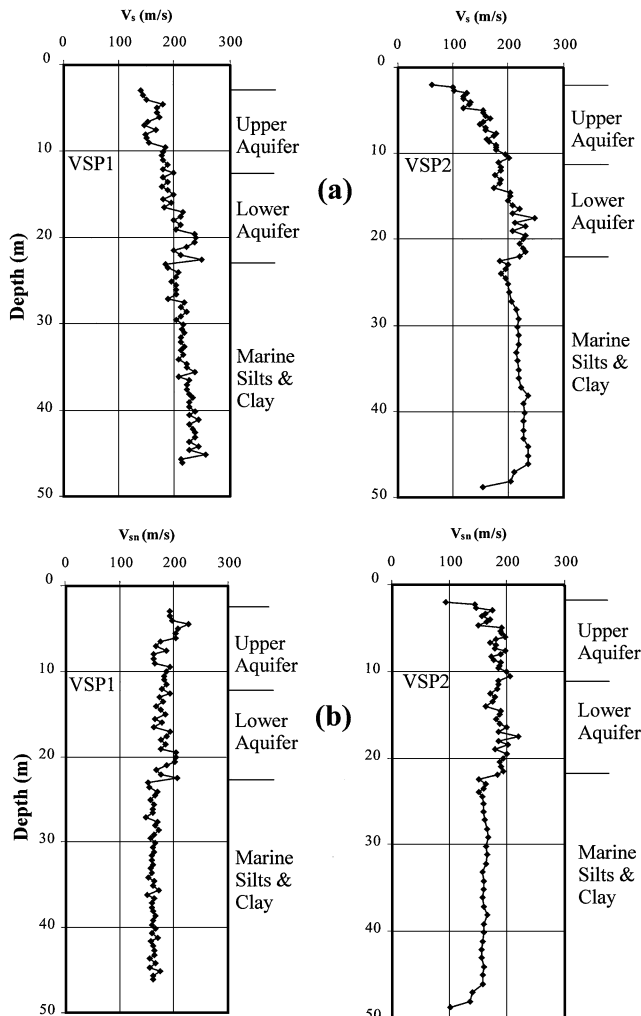 Vs (m/s)
0 100 200 300
0
10
20
30
40
50
Depth (m)
VSP1
Upper
Aquifer
Lower
Aquifer
Marine
Silts &
Clay
(a)
Vs (m/s)
0 100 200 300
0
10
20
30
40
50
VSP2
Upper
Aquifer
Lower
Aquifer
Marine
Silts &
Clay
Vsn (m/s)
0 100 200 300
0
10
20
30
40
50
Depth (m)
VSP1
Upper
Aquifer
Lower
Aquifer
Marine
Silts &
Clay
(b)
Vsn (m/s)
0 100 200 300
0
10
20
30
40
50
VSP2
Upper
Aquifer
Lower
Aquifer
Marine
Silts &
Clay